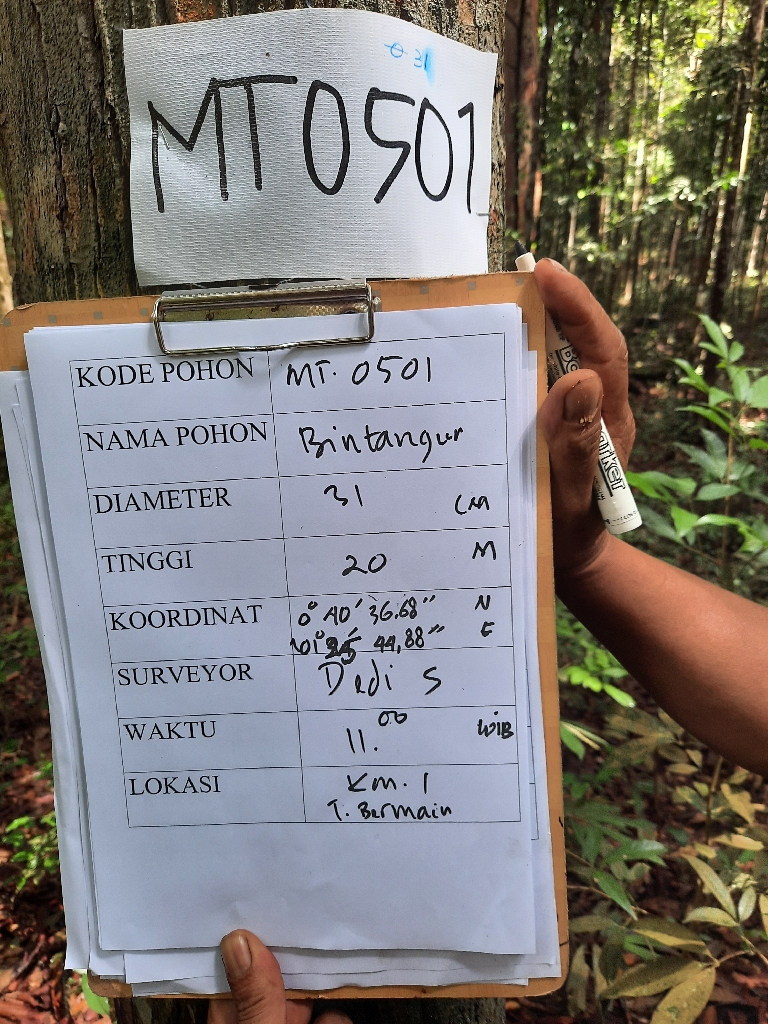 Ø 31
MT0501
KODE POHON MT. 0501
NAMA POHON Bintangur
DIAMETER 31 CM
TINGGI 20 M
KOORDINAT 0° 40' 36.68" N
101° 25' 44,88" E
SURVEYOR Dedi S
WAKTU 11.00 WIB
LOKASI Km. 1
T. Bermain